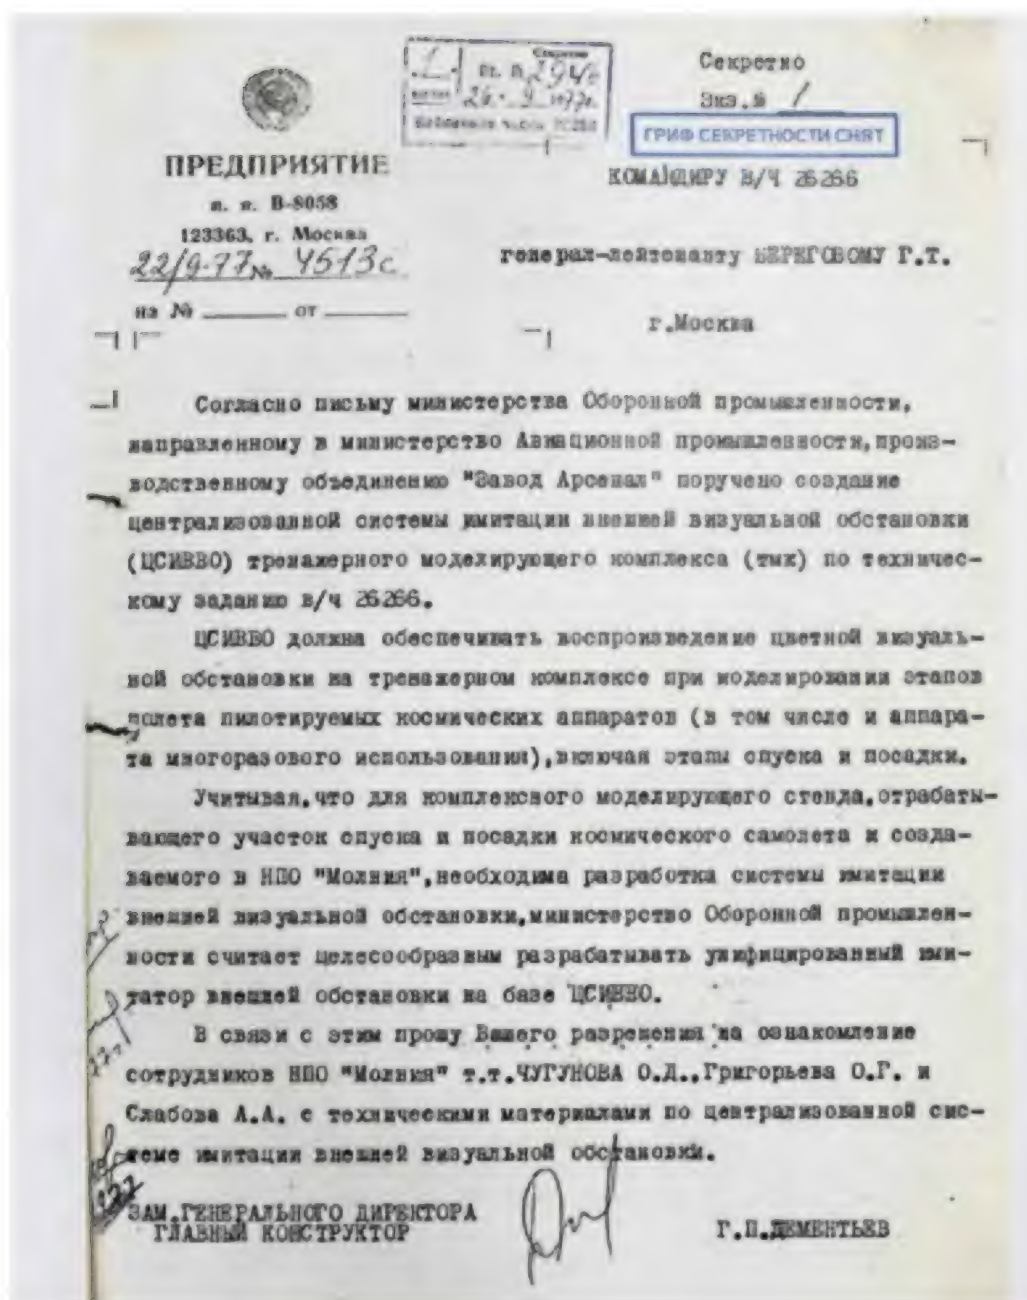 Секретно
Экз.№ 1
ГРИФ СЕКРЕТНОСТИ СНЯТ
Секретно
Вх. №
26. 9 1977г.
ПРЕДПРИЯТИЕ
п. я. В-8058
123363, г. Москва
22/9-77 № 4513с
на № ______ от ______
КОМАНДИРУ В/Ч 26266
генерал-лейтенанту БЕРЕГОВОМУ Г.Т.
г.Москва
Согласно письму министерства Оборонной промышленности,
направленному в министерство Авиационной промышленности,произ-
водственному объединению "Завод Арсенал" поручено создание
централизованной системы имитации внешней визуальной обстановки
(ЦСИВВО) тренажерного моделирующего комплекса (тмк) по техничес-
кому заданию в/ч 26266.
ЦСИВВО должна обеспечивать воспроизведение цветной визуаль-
ной обстановки на тренажерном комплексе при моделировании этапов
полета пилотируемых космических аппаратов (в том числе и аппара-
та многоразового использования),включая этапы спуска и посадки.
Учитывая,что для комплексного моделирующего стенда,отрабаты-
вающего участок спуска и посадки космического самолета и созда-
ваемого в НПО "Молния",необходима разработка системы имитации
внешней визуальной обстановки,министерство Оборонной промышлен-
ности считает целесообразным разрабатывать унифицированный ими-
татор внешней обстановки на базе ЦСИВВО.
В связи с этим прошу Вашего разрешения на ознакомление
сотрудников НПО "Молния" т.т.ЧУГУНОВА О.Д.,Григорьева О.Г. и
Слабова А.А. с техническими материалами по централизованной сис-
теме имитации внешней визуальной обстановки.
ЗАМ.ГЕНЕРАЛЬНОГО ДИРЕКТОРА
ГЛАВНЫЙ КОНСТРУКТОР
Г.П.ДЕМЕНТЬЕВ